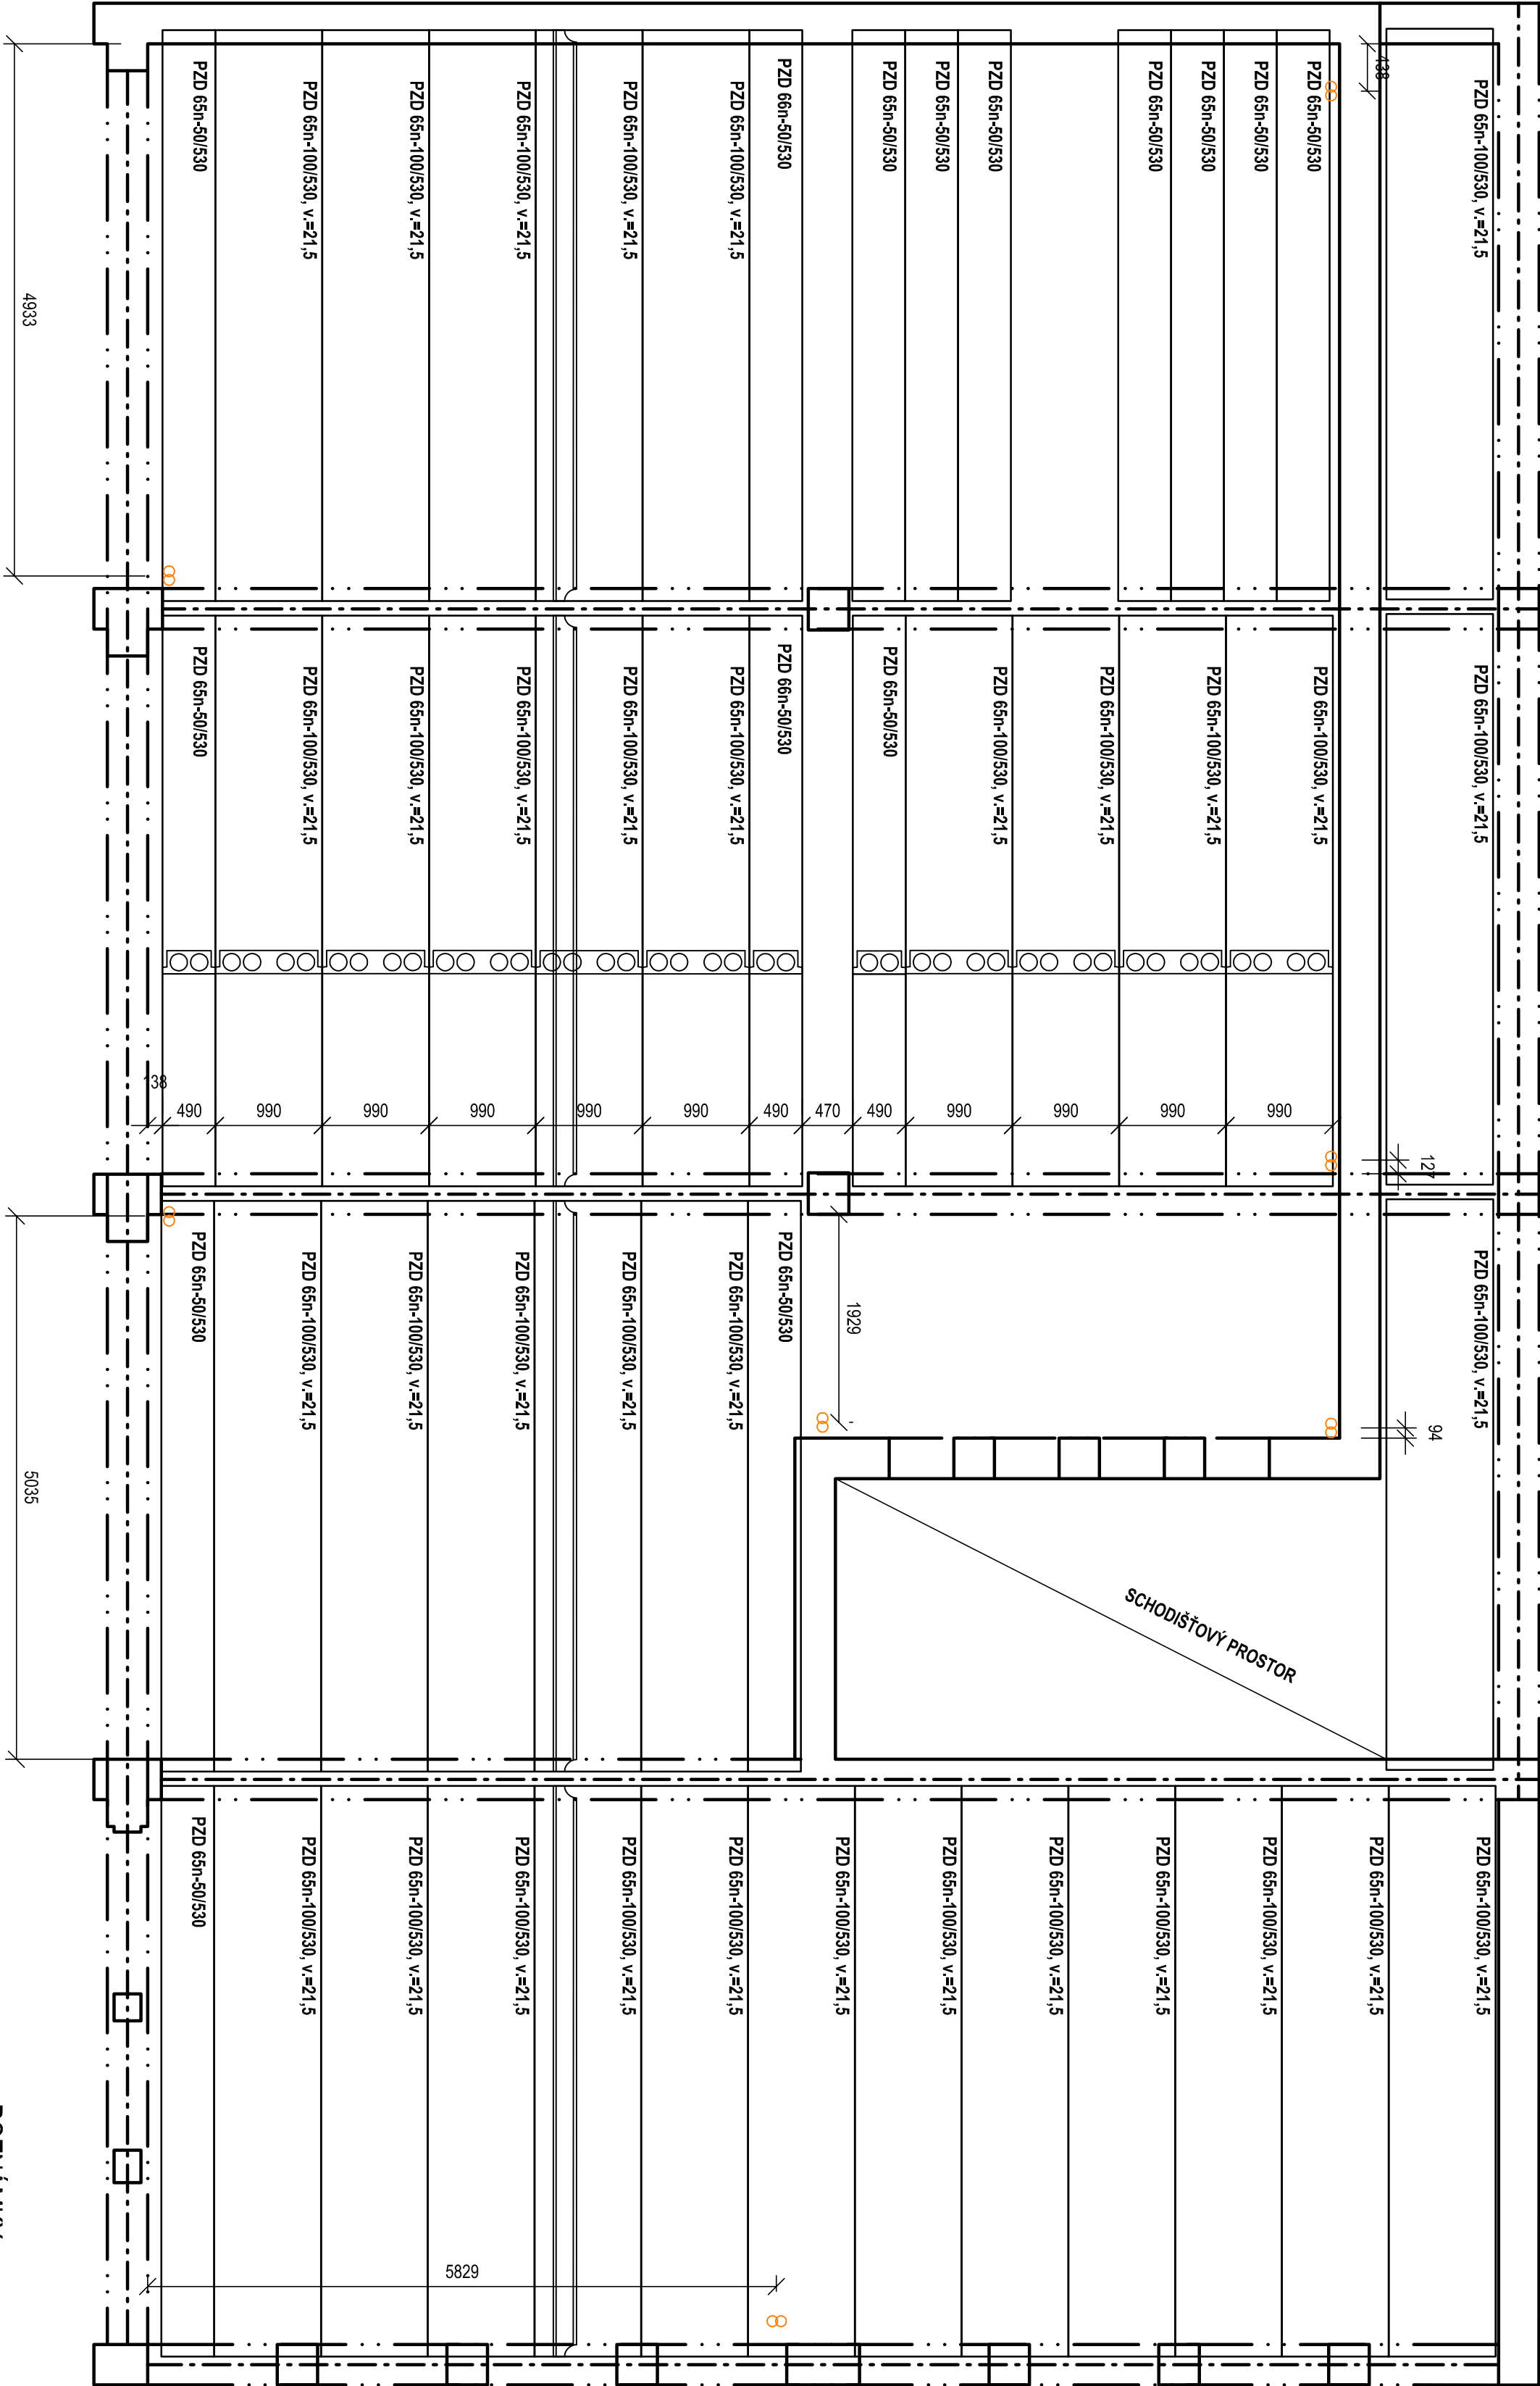 438
PZD 65n-50/530
PZD 65n-100/530, v.=21,5
PZD 65n-100/530, v.=21,5
PZD 65n-100/530, v.=21,5
PZD 65n-100/530, v.=21,5
PZD 65n-100/530, v.=21,5
PZD 66n-50/530
PZD 65n-50/530
PZD 65n-50/530
PZD 65n-50/530
PZD 65n-50/530
PZD 65n-50/530
PZD 65n-50/530
PZD 65n-50/530
PZD 65n-100/530, v.=21,5
4933
PZD 65n-50/530
PZD 65n-100/530, v.=21,5
PZD 65n-100/530, v.=21,5
PZD 65n-100/530, v.=21,5
PZD 65n-100/530, v.=21,5
PZD 65n-100/530, v.=21,5
PZD 66n-50/530
PZD 65n-50/530
PZD 65n-100/530, v.=21,5
PZD 65n-100/530, v.=21,5
PZD 65n-100/530, v.=21,5
PZD 65n-100/530, v.=21,5
PZD 65n-100/530, v.=21,5
138
490
990
990
990
990
990
490
470
490
990
990
990
990
127
PZD 65n-50/530
PZD 65n-100/530, v.=21,5
PZD 65n-100/530, v.=21,5
PZD 65n-100/530, v.=21,5
PZD 65n-100/530, v.=21,5
PZD 65n-100/530, v.=21,5
PZD 65n-50/530
1929
PZD 65n-100/530, v.=21,5
94
5035
SCHODIŠŤOVÝ PROSTOR
PZD 65n-50/530
PZD 65n-100/530, v.=21,5
PZD 65n-100/530, v.=21,5
PZD 65n-100/530, v.=21,5
PZD 65n-100/530, v.=21,5
PZD 65n-100/530, v.=21,5
PZD 65n-100/530, v.=21,5
PZD 65n-100/530, v.=21,5
PZD 65n-100/530, v.=21,5
PZD 65n-100/530, v.=21,5
PZD 65n-100/530, v.=21,5
PZD 65n-100/530, v.=21,5
PZD 65n-100/530, v.=21,5
5829